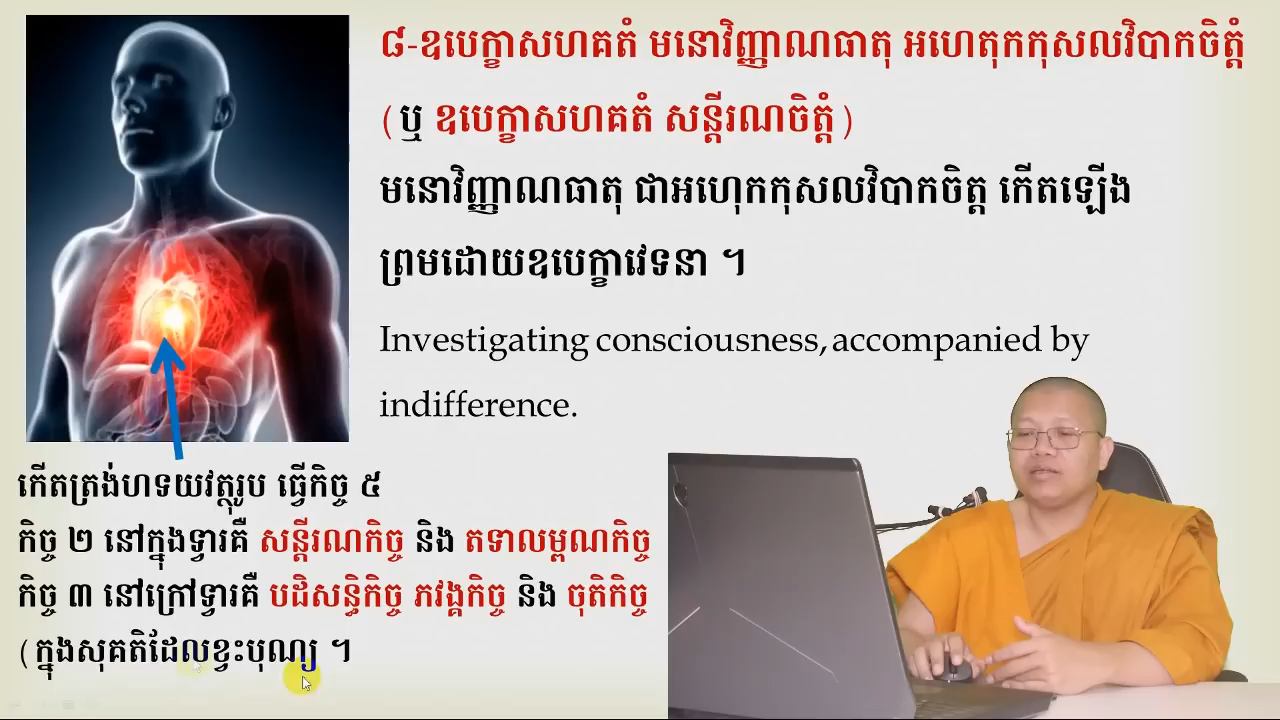 ៨-ឧបេក្ខាសហគតំ មនោវិញ្ញាណធាតុ អហេតុកកុសលវិបាកចិត្តំ
( ឬ ឧបេក្ខាសហគតំ សន្តីរណចិត្តំ )
មនោវិញ្ញាណធាតុ ជាអហេុកកុសលវិបាកចិត្ត កើតឡើង
ព្រមដោយឧបេក្ខាវេទនា ។
Investigating consciousness, accompanied by
indifference.
កើតត្រង់ហទយវត្ថុរូប ធ្វើកិច្ច ៥
កិច្ច ២ នៅក្នុងទ្វារគឺ សន្តីរណកិច្ច និង តទាលម្ពណកិច្ច
កិច្ច ៣ នៅក្រៅទ្វារគឺ បដិសន្ធិកិច្ច ភវង្គកិច្ច និង ចុតិកិច្ច
( ក្នុងសុគតិដែលខ្វះបុណ្យ ។